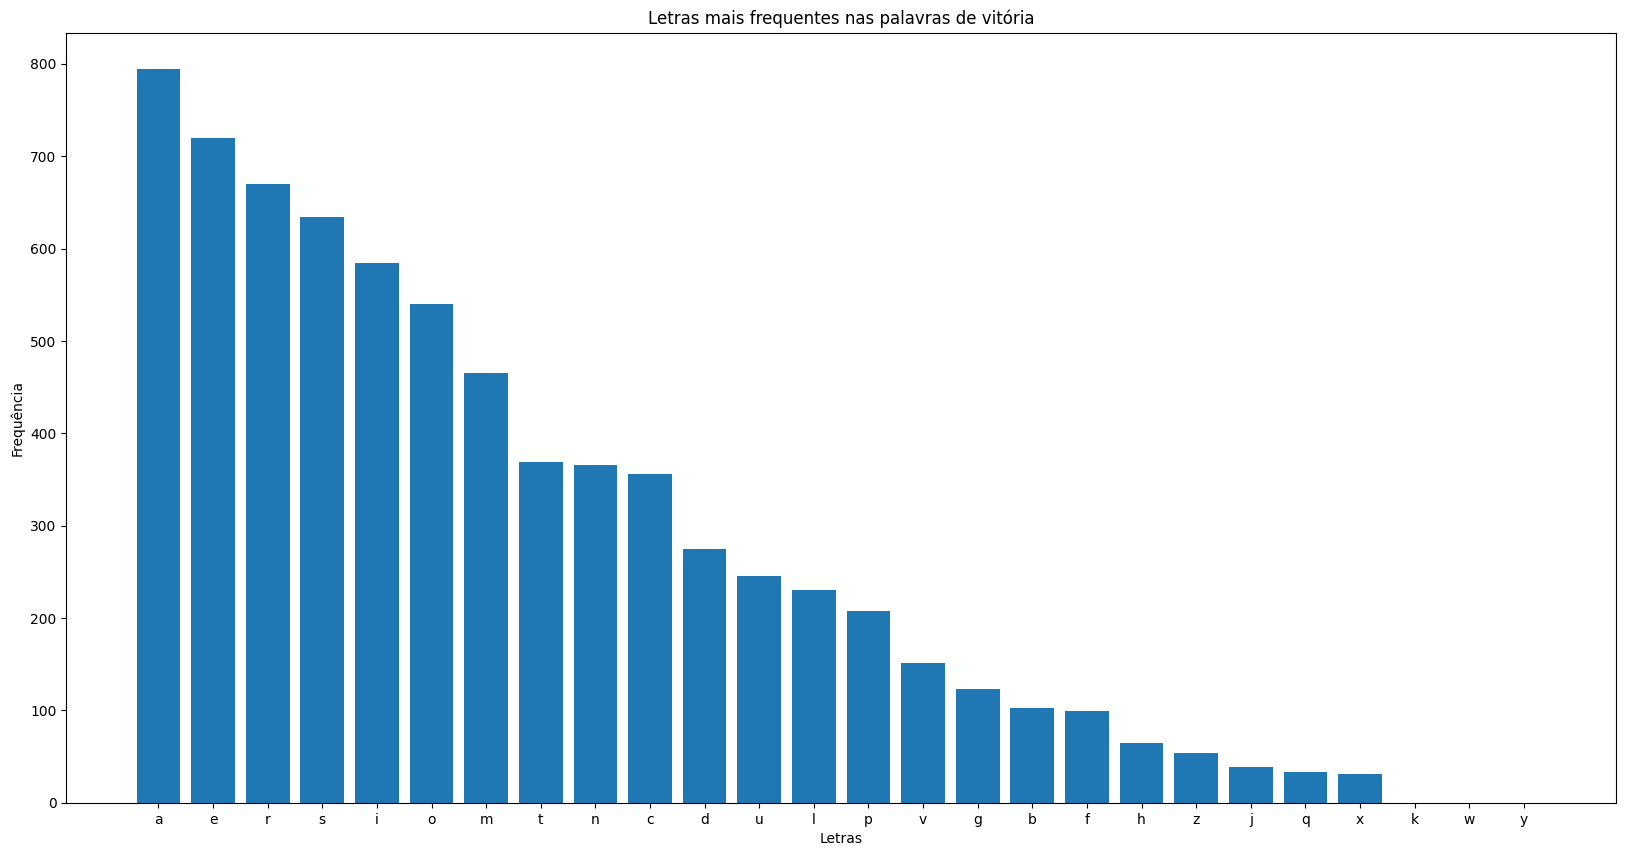 Letras mais frequentes nas palavras de vitória
800
700
600
500
400
300
200
100
0
Frequência
a e r s i o m t n c d u l p v g b f h z j q x k w y
Letras